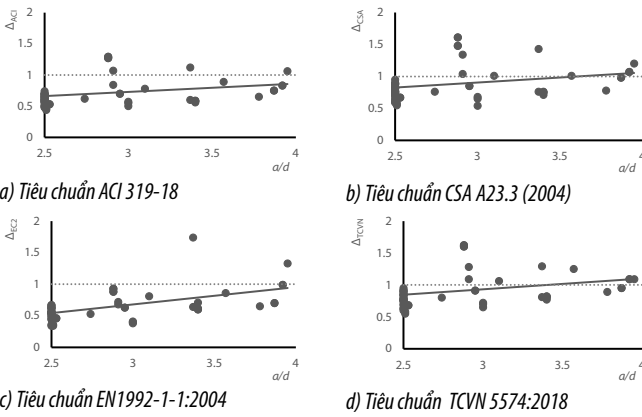 Δ_ACI
2
1.5
1
0.5
0
2.5 3 3.5 4
a/d
a) Tiêu chuẩn ACI 319-18
Δ_CSA
2
1.5
1
0.5
0
2.5 3 3.5 4
a/d
b) Tiêu chuẩn CSA A23.3 (2004)
Δ_EC2
2
1.5
1
0.5
0
2.5 3 3.5 4
a/d
c) Tiêu chuẩn EN1992-1-1:2004
Δ_TCVN
2
1.5
1
0.5
0
2.5 3 3.5 4
a/d
d) Tiêu chuẩn TCVN 5574:2018